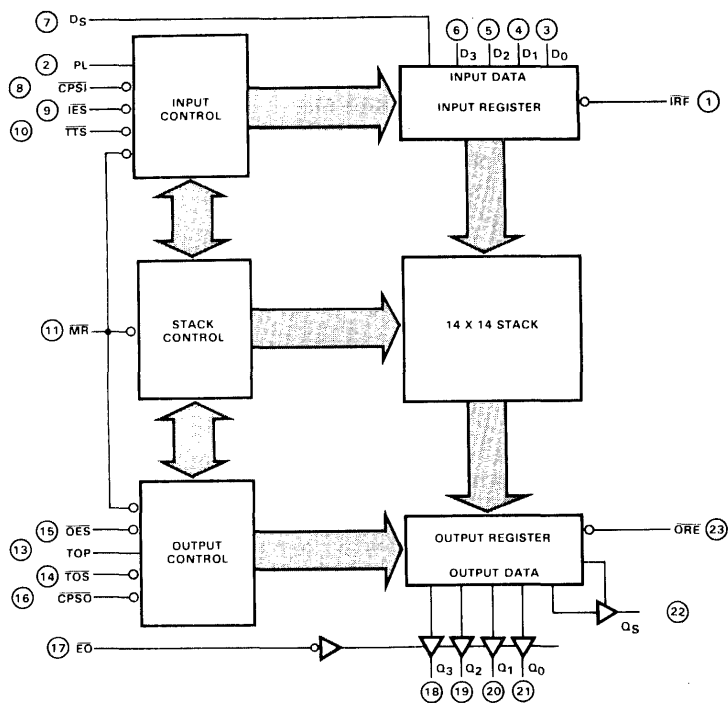 7 DS
6 5 4 3
D3 D2 D1 D0
2 PL
8 CPSI
9 IES
10 TTS
INPUT
CONTROL
INPUT DATA
INPUT REGISTER
IRF 1
11 MR
STACK
CONTROL
14 X 14 STACK
15 OES
13 TOP
14 TOS
16 CPSO
OUTPUT
CONTROL
OUTPUT REGISTER
OUTPUT DATA
ORE 23
QS 22
17 EO
Q3 Q2 Q1 Q0
18 19 20 21